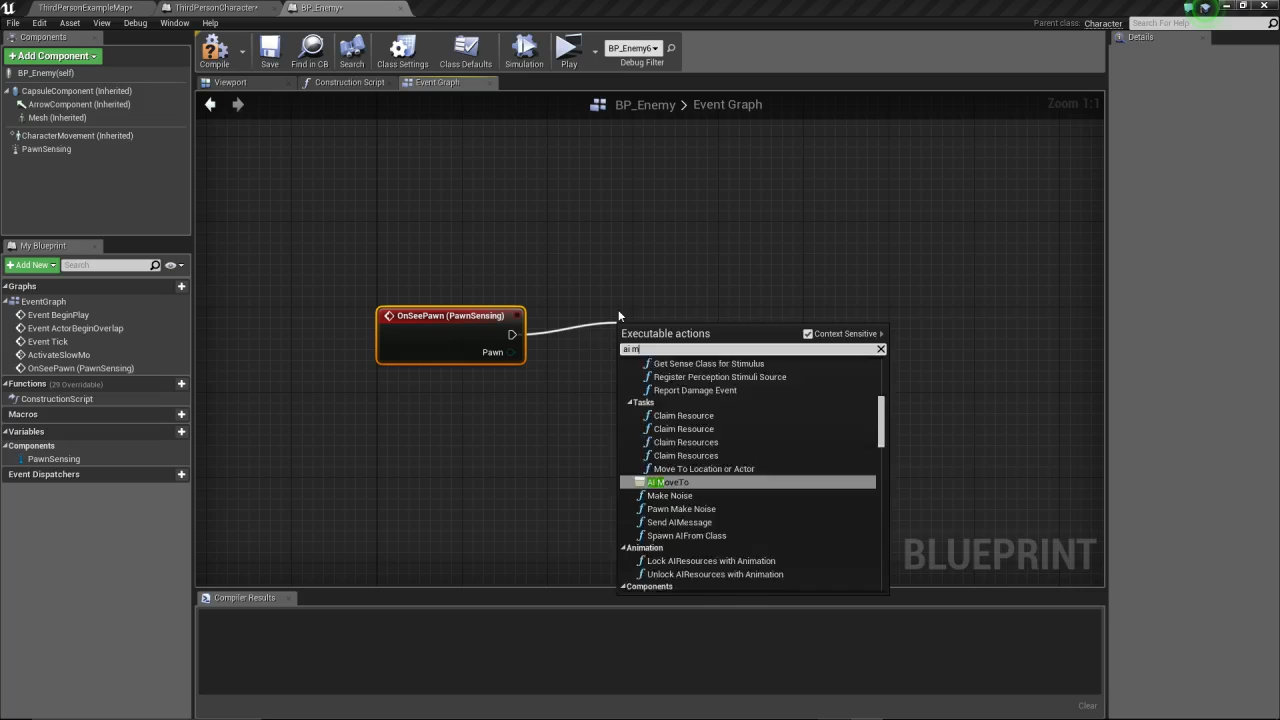 ThirdPersonExampleMap*
ThirdPersonCharacter*
BP_Enemy*
File Edit Asset View Debug Window Help
Parent class: Character
Search For Help
Components
+Add Component
BP_Enemy(self)
CapsuleComponent (Inherited)
ArrowComponent (Inherited)
Mesh (Inherited)
CharacterMovement (Inherited)
PawnSensing
My Blueprint
+Add New
Search
Graphs
EventGraph
Event BeginPlay
Event ActorBeginOverlap
Event Tick
ActivateSlowMo
OnSeePawn (PawnSensing)
Functions (29 Overridable)
ConstructionScript
Macros
Variables
Components
PawnSensing
Event Dispatchers
Compile
Save
Find in CB
Search
Class Settings
Class Defaults
Simulation
Play
BP_Enemy6
Debug Filter
Viewport
Construction Script
Event Graph
BP_Enemy > Event Graph
Zoom 1:1
OnSeePawn (PawnSensing)
Pawn
Executable actions
Context Sensitive
ai m
Get Sense Class for Stimulus
Register Perception Stimuli Source
Report Damage Event
Tasks
Claim Resource
Claim Resource
Claim Resources
Claim Resources
Move To Location or Actor
AI MoveTo
Make Noise
Pawn Make Noise
Send AIMessage
Spawn AIFrom Class
Animation
Lock AIResources with Animation
Unlock AIResources with Animation
Components
BLUEPRINT
Compiler Results
Clear
Details